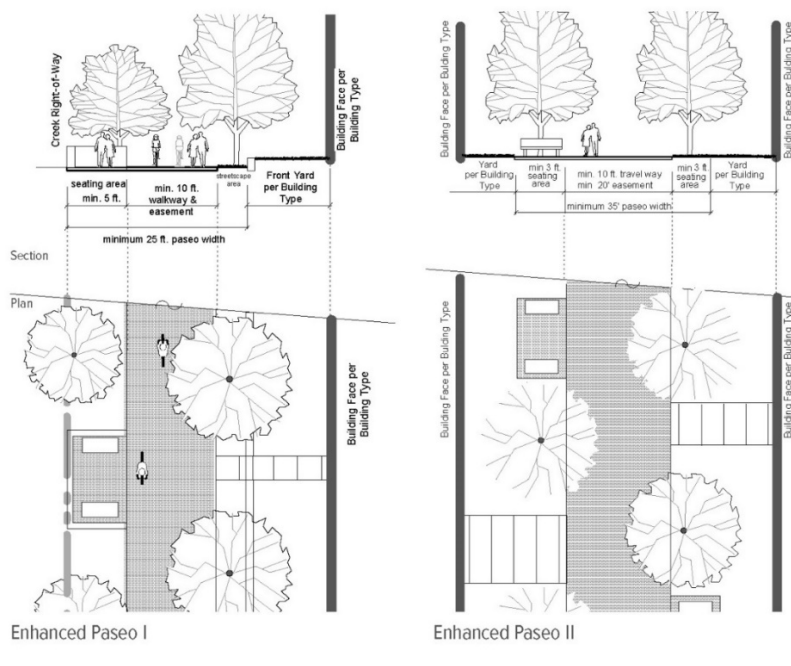 Creek Right-of-Way
Building Face per
Building Type
seating area
min. 5 ft.
min. 10 ft.
walkway &
easement
streetscape
area
Front Yard
per Building
Type
minimum 25 ft. paseo width
Section
Plan
Building Face per
Building Type
Enhanced Paseo I
Building Face per Building Type
Building Face per Building Type
Yard
per Building
Type
min 3 ft.
seating
area
min. 10 ft. travel way
min 20' easement
min 3 ft.
seating
area
Yard
per Building
Type
minimum 35' paseo width
Building Face per Building Type
Building Face per Building Type
Enhanced Paseo II